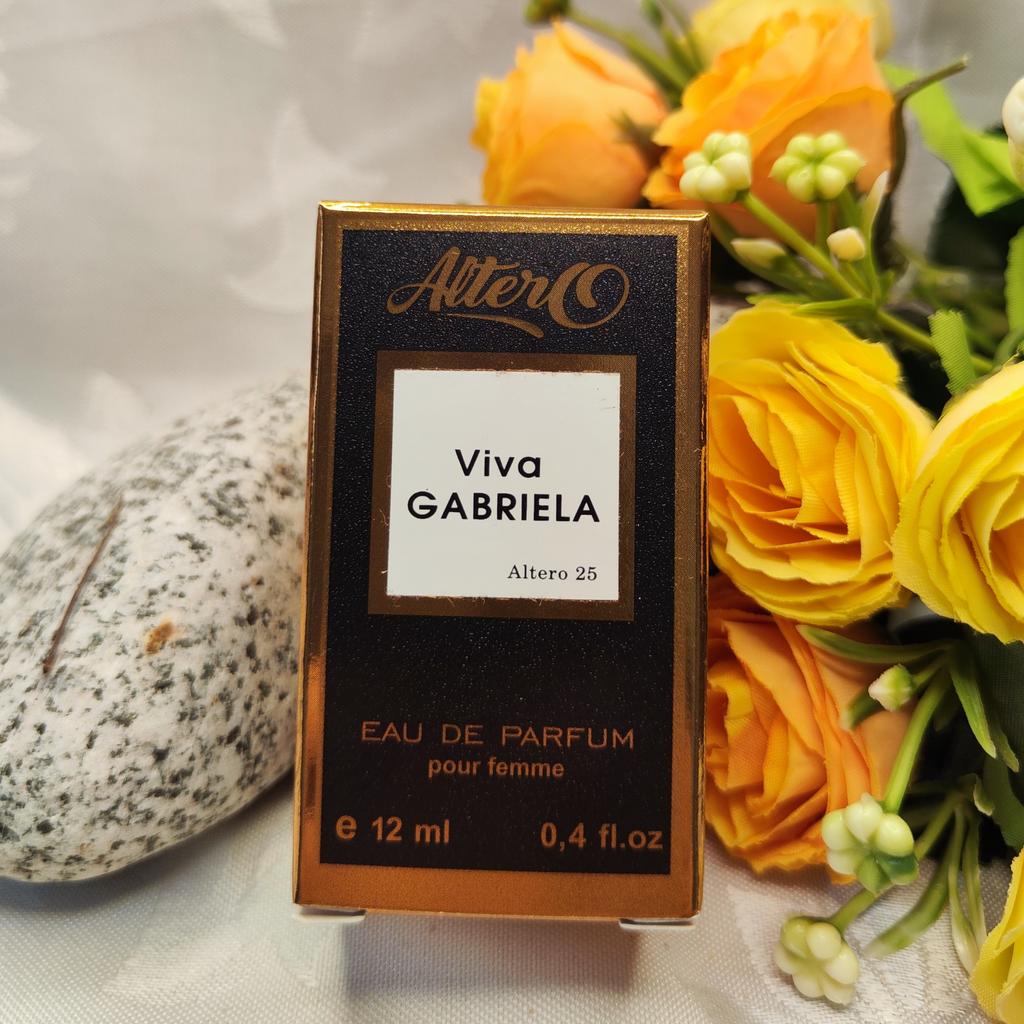 AlterO
Viva
GABRIELA
Altero 25
EAU DE PARFUM
pour femme
e 12 ml 0,4 fl.oz